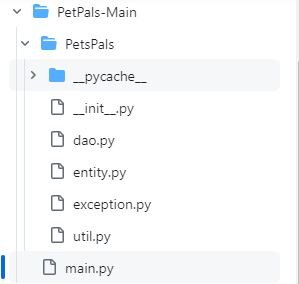 PetPals-Main
PetsPals
__pycache__
__init__.py
dao.py
entity.py
exception.py
util.py
main.py